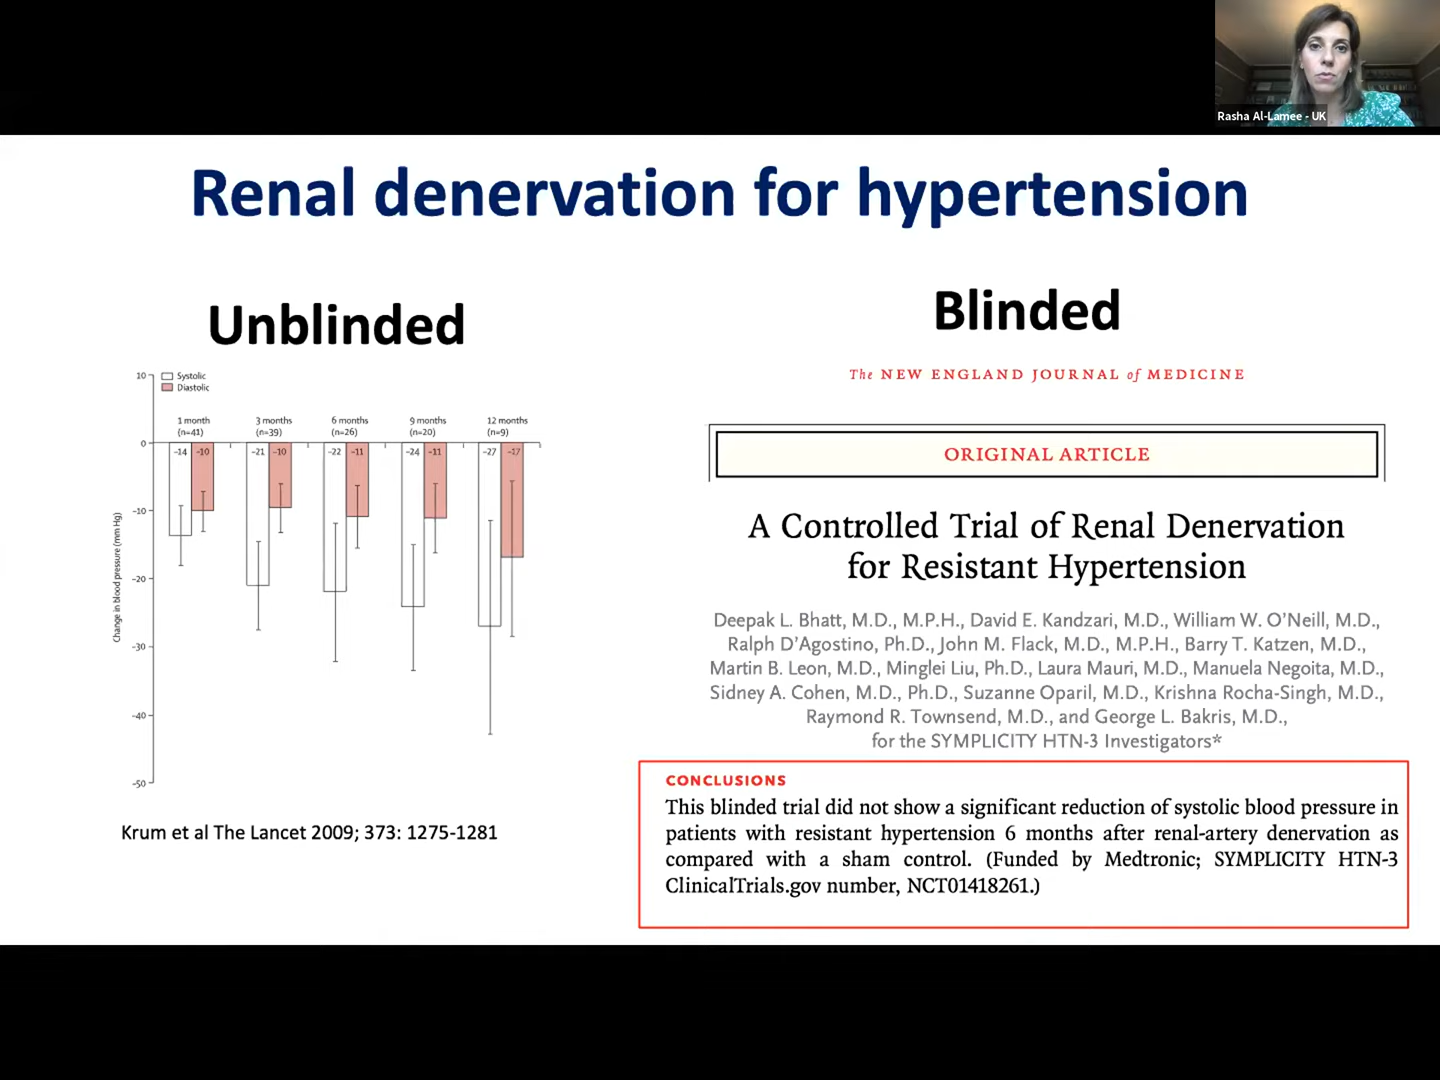 Rasha Al-Lamee - UK
Renal denervation for hypertension
Unblinded
10
Systolic
Diastolic
1 month
(n=41)
3 months
(n=39)
6 months
(n=26)
9 months
(n=20)
12 months
(n=9)
0
-14 -10 -21 -10 -22 -11 -24 -11 -27 -17
-10
-20
-30
-40
-50
Change in blood pressure (mm Hg)
Krum et al The Lancet 2009; 373: 1275-1281
Blinded
The NEW ENGLAND JOURNAL of MEDICINE
ORIGINAL ARTICLE
A Controlled Trial of Renal Denervation
for Resistant Hypertension
Deepak L. Bhatt, M.D., M.P.H., David E. Kandzari, M.D., William W. O'Neill, M.D.,
Ralph D'Agostino, Ph.D., John M. Flack, M.D., M.P.H., Barry T. Katzen, M.D.,
Martin B. Leon, M.D., Minglei Liu, Ph.D., Laura Mauri, M.D., Manuela Negoita, M.D.,
Sidney A. Cohen, M.D., Ph.D., Suzanne Oparil, M.D., Krishna Rocha-Singh, M.D.,
Raymond R. Townsend, M.D., and George L. Bakris, M.D.,
for the SYMPLICITY HTN-3 Investigators*
CONCLUSIONS
This blinded trial did not show a significant reduction of systolic blood pressure in
patients with resistant hypertension 6 months after renal-artery denervation as
compared with a sham control. (Funded by Medtronic; SYMPLICITY HTN-3
ClinicalTrials.gov number, NCT01418261.)